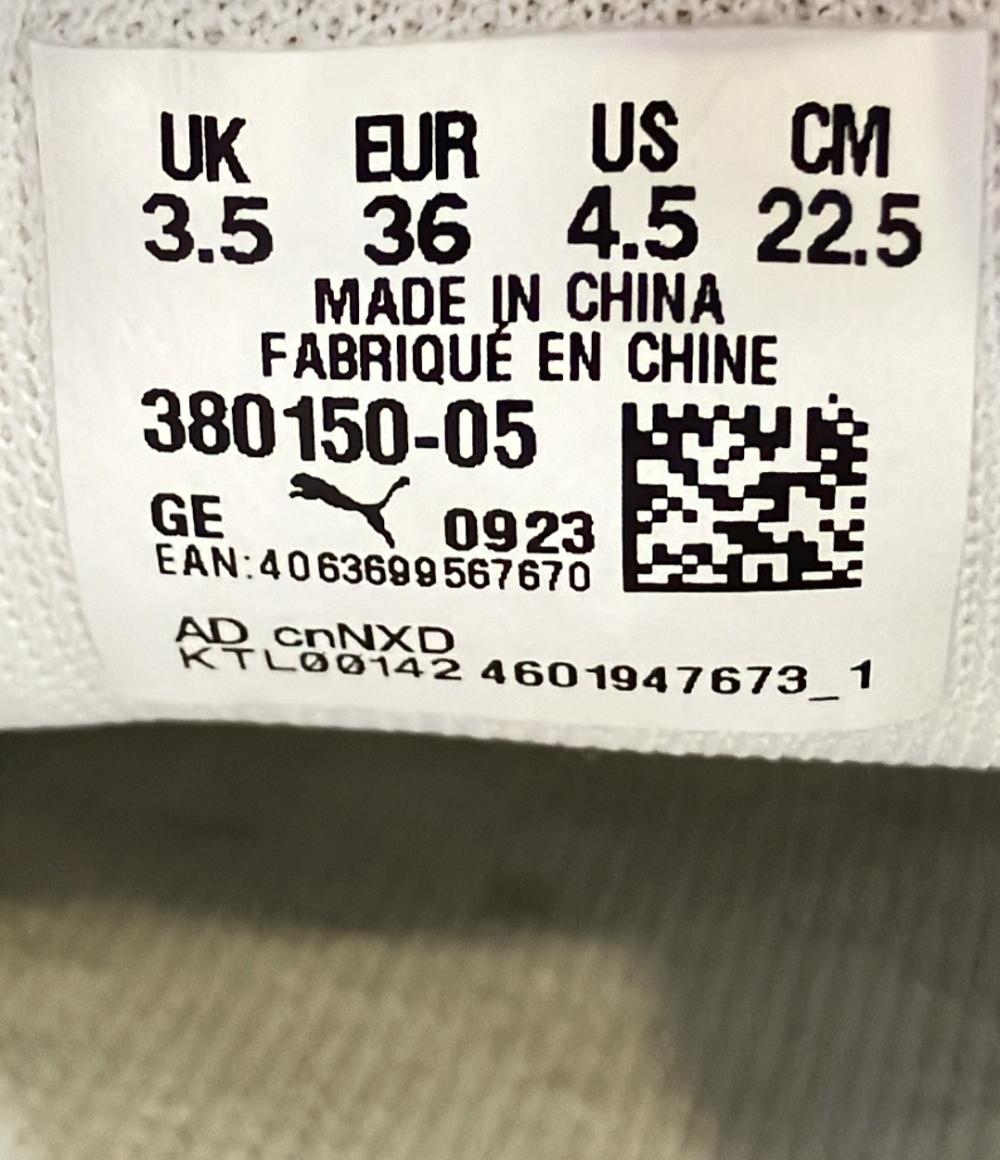 UK EUR US CM
3.5 36 4.5 22.5
MADE IN CHINA
FABRIQUÉ EN CHINE
380150-05
GE 0923
EAN:4063699567670
AD cnNXD
KTL00142 4601947673_1